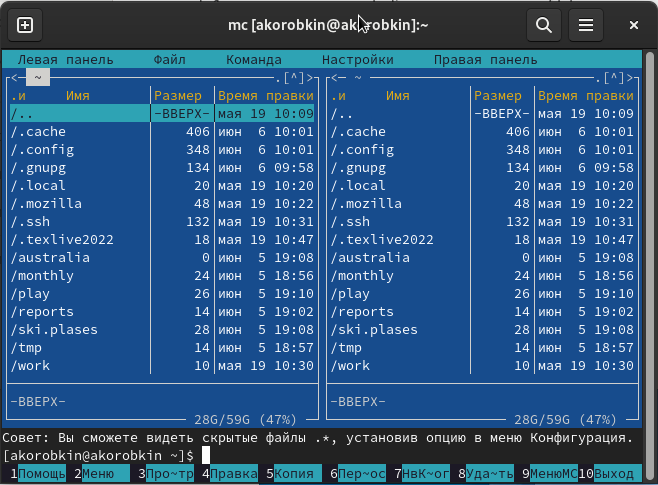 mc [akorobkin@akorobkin]:~
Левая панель Файл Команда Настройки Правая панель
<─ ~ ─.[^]> <─ ~ ─.[^]>
.и Имя Размер Время правки .и Имя Размер Время правки
/.. -ВВЕРХ- мая 19 10:09 /.. -ВВЕРХ- мая 19 10:09
/.cache 406 июн 6 10:01 /.cache 406 июн 6 10:01
/.config 348 июн 6 10:01 /.config 348 июн 6 10:01
/.gnupg 134 июн 6 09:58 /.gnupg 134 июн 6 09:58
/.local 20 мая 19 10:20 /.local 20 мая 19 10:20
/.mozilla 48 мая 19 10:22 /.mozilla 48 мая 19 10:22
/.ssh 132 мая 19 10:31 /.ssh 132 мая 19 10:31
/.texlive2022 18 мая 19 10:47 /.texlive2022 18 мая 19 10:47
/australia 0 июн 5 19:08 /australia 0 июн 5 19:08
/monthly 24 июн 5 18:56 /monthly 24 июн 5 18:56
/play 26 июн 5 19:10 /play 26 июн 5 19:10
/reports 14 июн 5 19:02 /reports 14 июн 5 19:02
/ski.plases 28 июн 5 19:08 /ski.plases 28 июн 5 19:08
/tmp 14 июн 5 18:57 /tmp 14 июн 5 18:57
/work 10 мая 19 10:30 /work 10 мая 19 10:30
-ВВЕРХ- -ВВЕРХ-
28G/59G (47%) 28G/59G (47%)
Совет: Вы сможете видеть скрытые файлы .*, установив опцию в меню Конфигурация.
[akorobkin@akorobkin ~]$
1Помощь 2Меню 3Про~тр 4Правка 5Копия 6Пер~ос 7НвК~ог 8Уда~ть 9МенюМС 10Выход